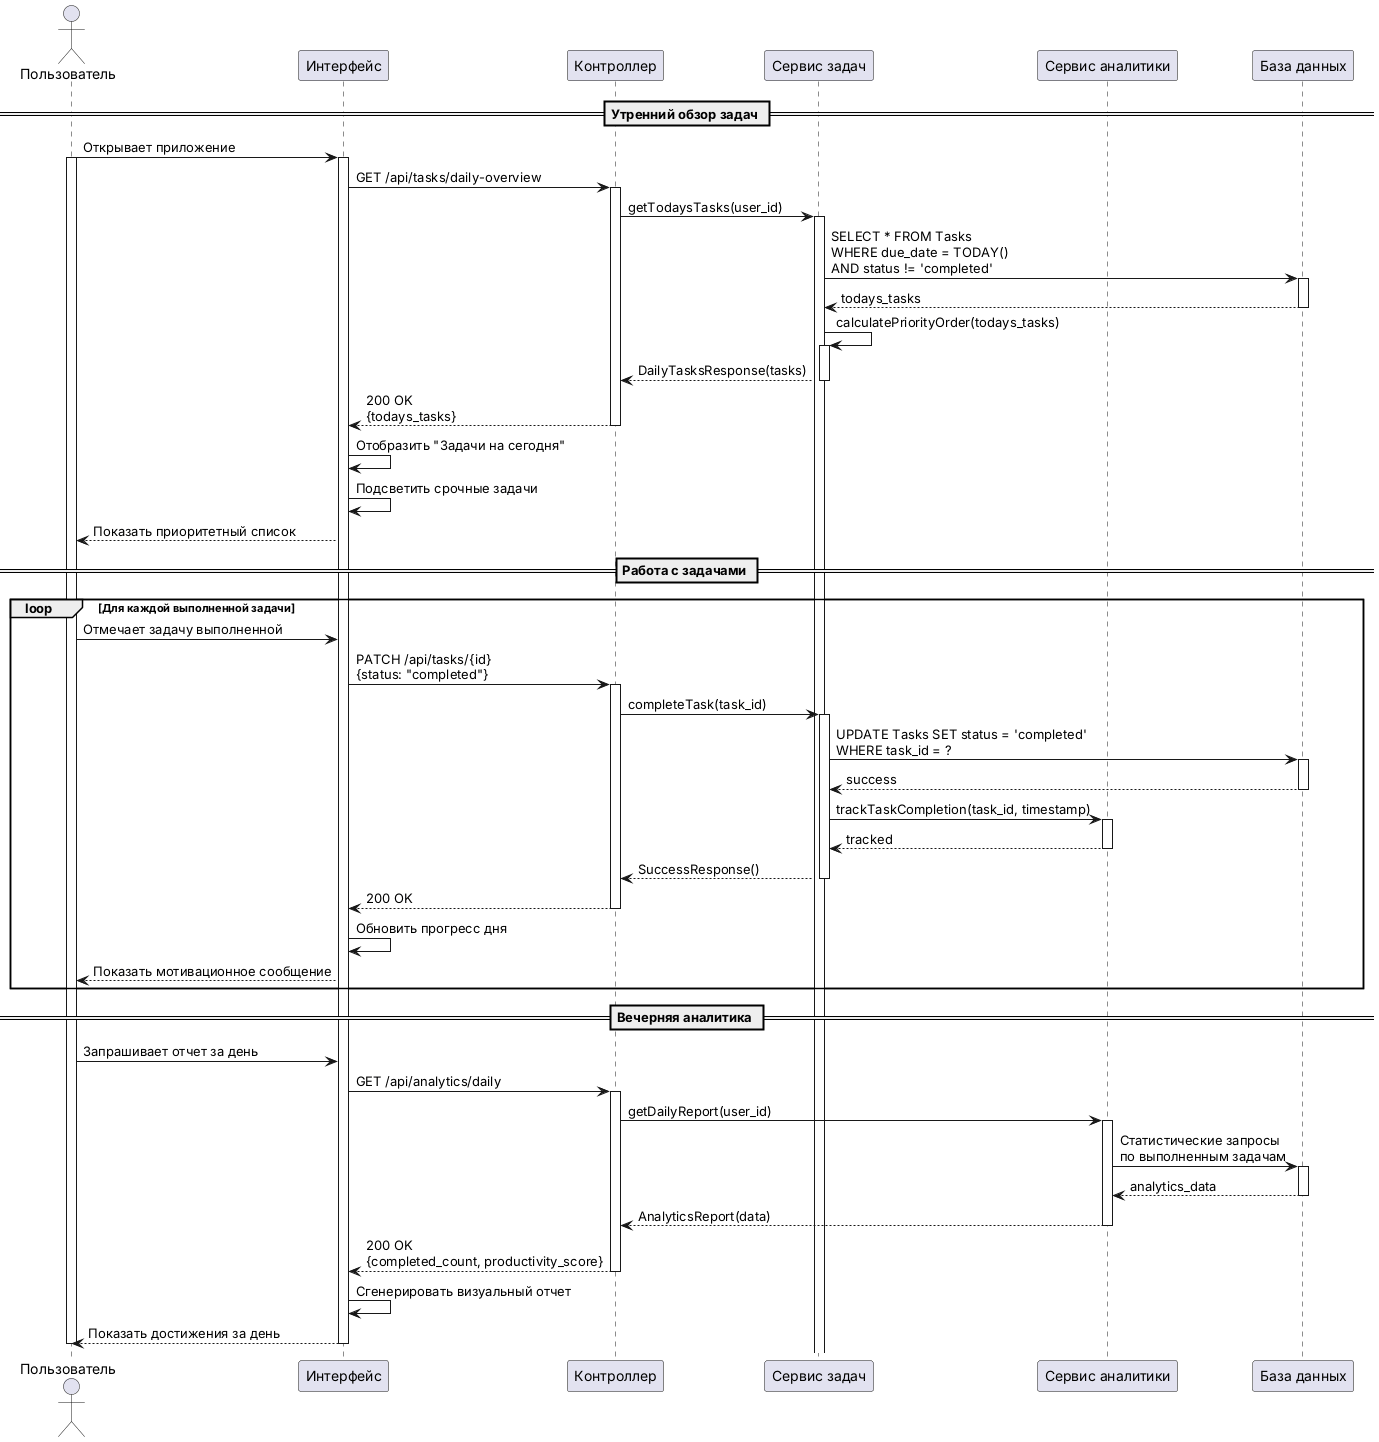 Пользователь
Интерфейс
Контроллер
Сервис задач
Сервис аналитики
База данных
Утренний обзор задач
Открывает приложение
GET /api/tasks/daily-overview
getTodaysTasks(user_id)
SELECT * FROM Tasks
WHERE due_date = TODAY()
AND status != 'completed'
todays_tasks
calculatePriorityOrder(todays_tasks)
DailyTasksResponse(tasks)
200 OK
{todays_tasks}
Отобразить "Задачи на сегодня"
Подсветить срочные задачи
Показать приоритетный список
Работа с задачами
loop
[Для каждой выполненной задачи]
Отмечает задачу выполненной
PATCH /api/tasks/{id}
{status: "completed"}
completeTask(task_id)
UPDATE Tasks SET status = 'completed'
WHERE task_id = ?
success
trackTaskCompletion(task_id, timestamp)
tracked
SuccessResponse()
200 OK
Обновить прогресс дня
Показать мотивационное сообщение
Вечерняя аналитика
Запрашивает отчет за день
GET /api/analytics/daily
getDailyReport(user_id)
Статистические запросы
по выполненным задачам
analytics_data
AnalyticsReport(data)
200 OK
{completed_count, productivity_score}
Сгенерировать визуальный отчет
Показать достижения за день
Пользователь
Интерфейс
Контроллер
Сервис задач
Сервис аналитики
База данных